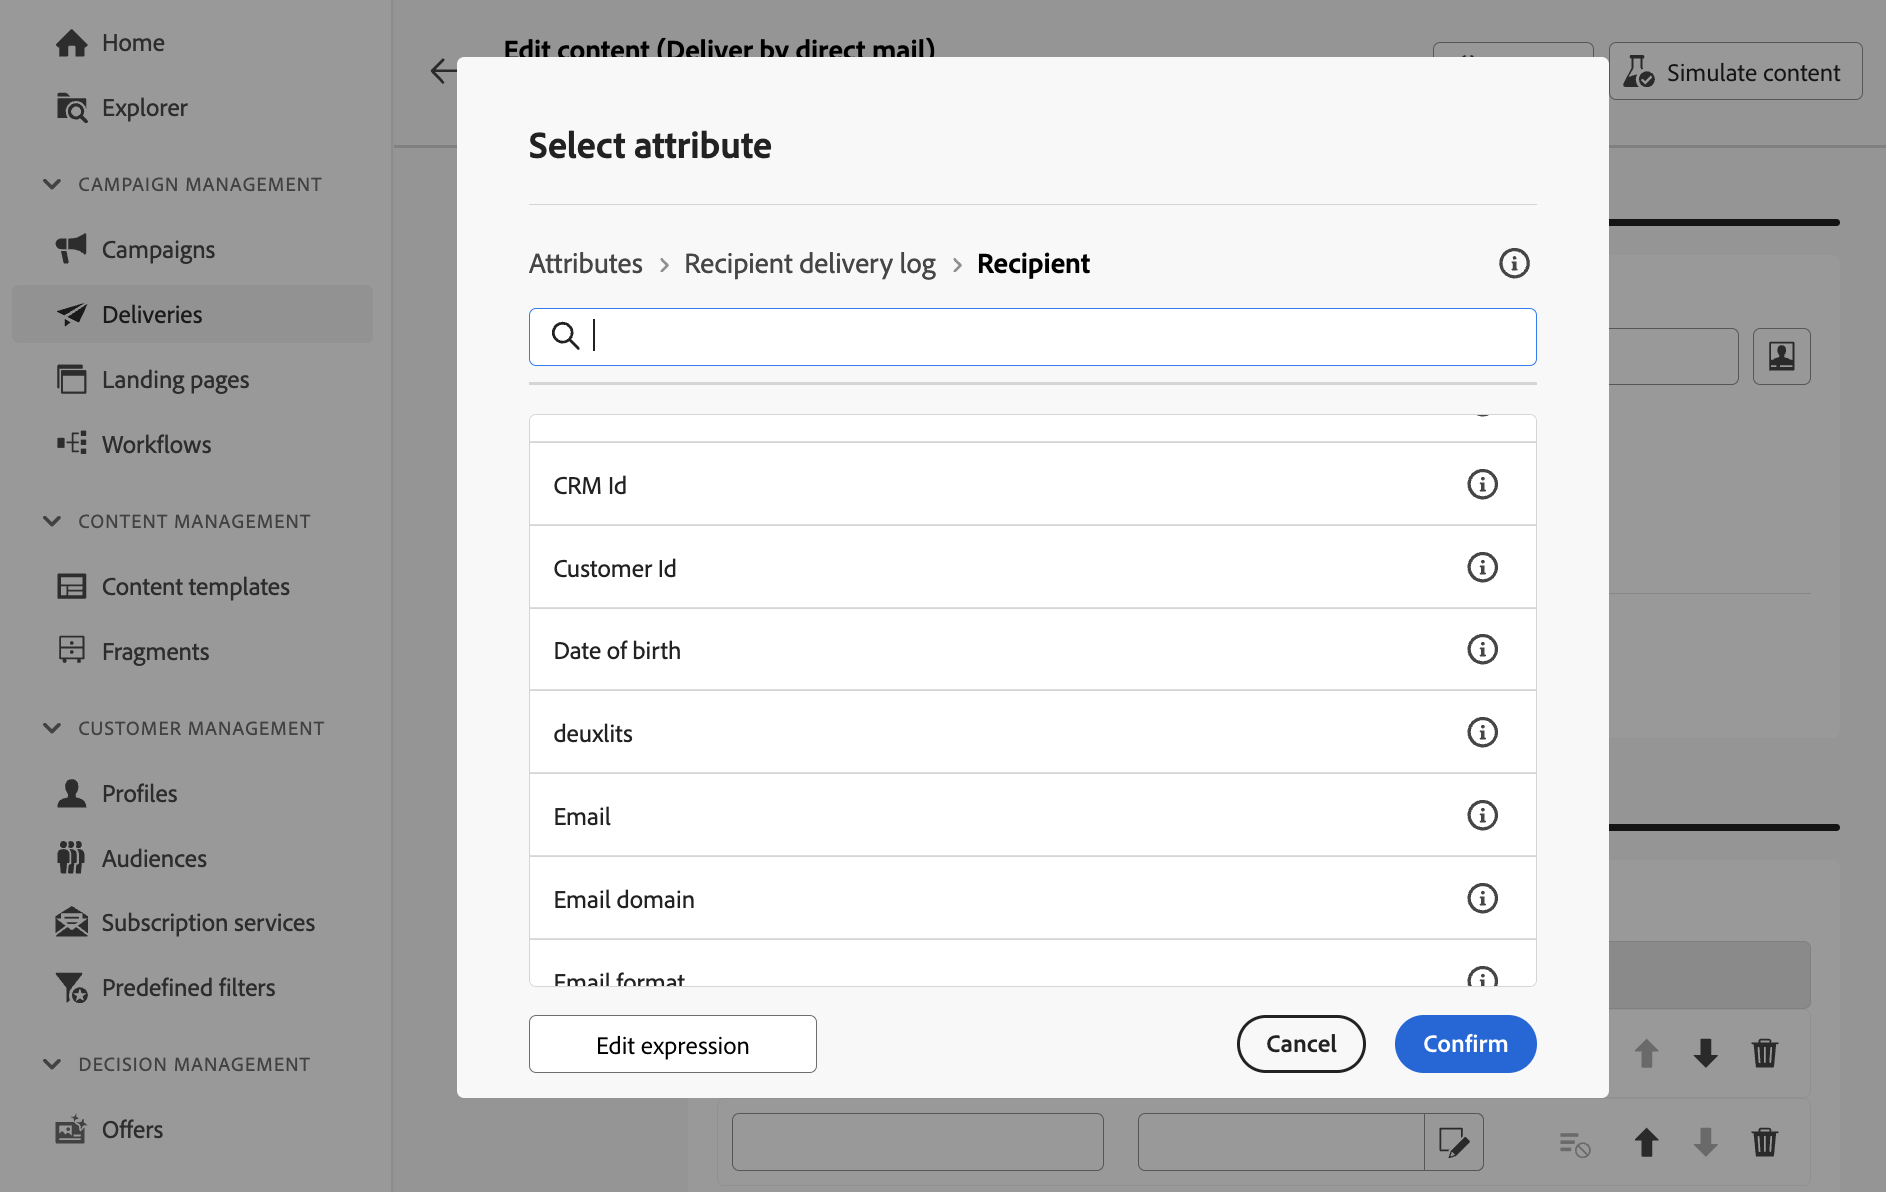 Home
Explorer
CAMPAIGN MANAGEMENT
Campaigns
Deliveries
Landing pages
Workflows
CONTENT MANAGEMENT
Content templates
Fragments
CUSTOMER MANAGEMENT
Profiles
Audiences
Subscription services
Predefined filters
DECISION MANAGEMENT
Offers
Edit content (Deliver by direct mail)
Simulate content
Select attribute
Attributes > Recipient delivery log > Recipient
CRM Id
Customer Id
Date of birth
deuxlits
Email
Email domain
Email format
Edit expression
Cancel
Confirm